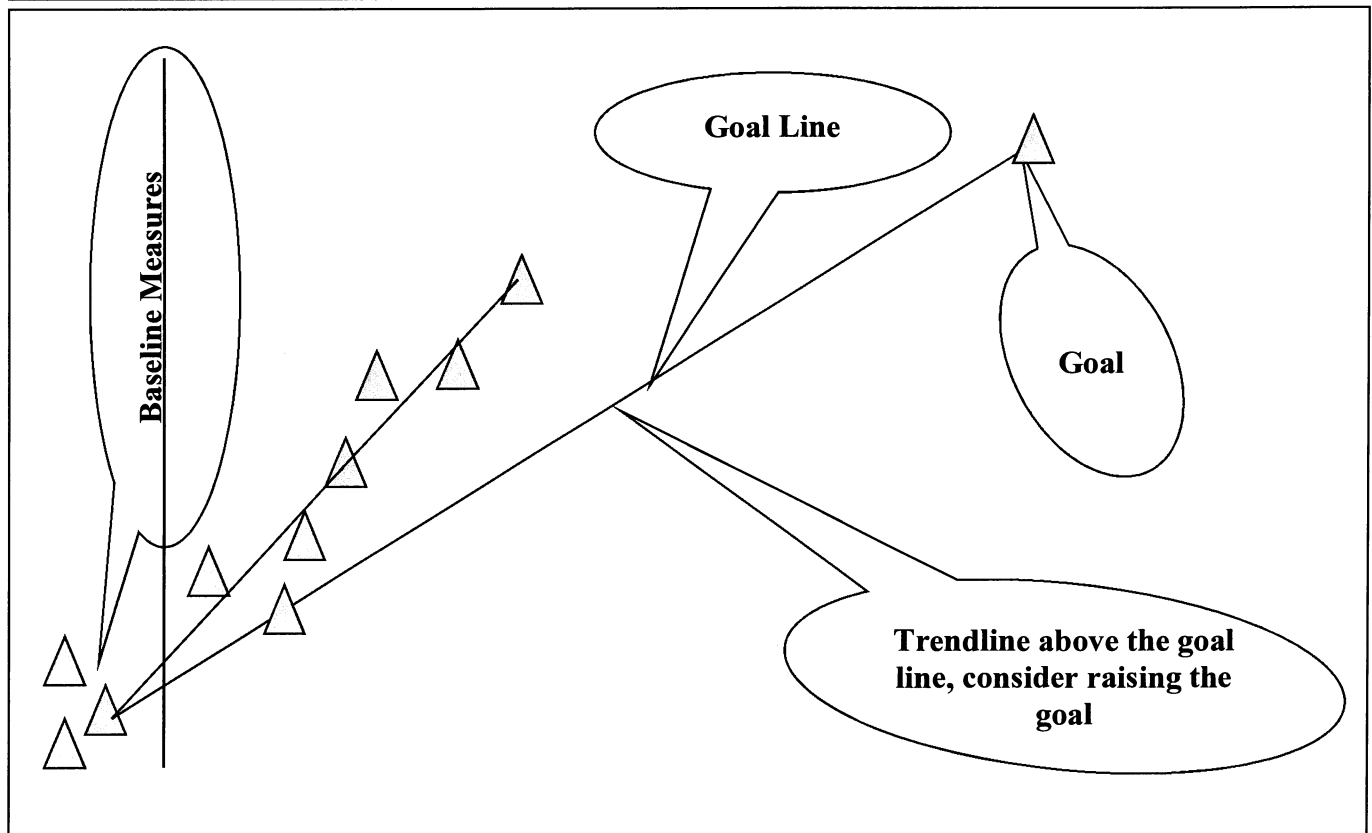 Baseline Measures
Goal Line
Goal
Trendline above the goal
line, consider raising the
goal